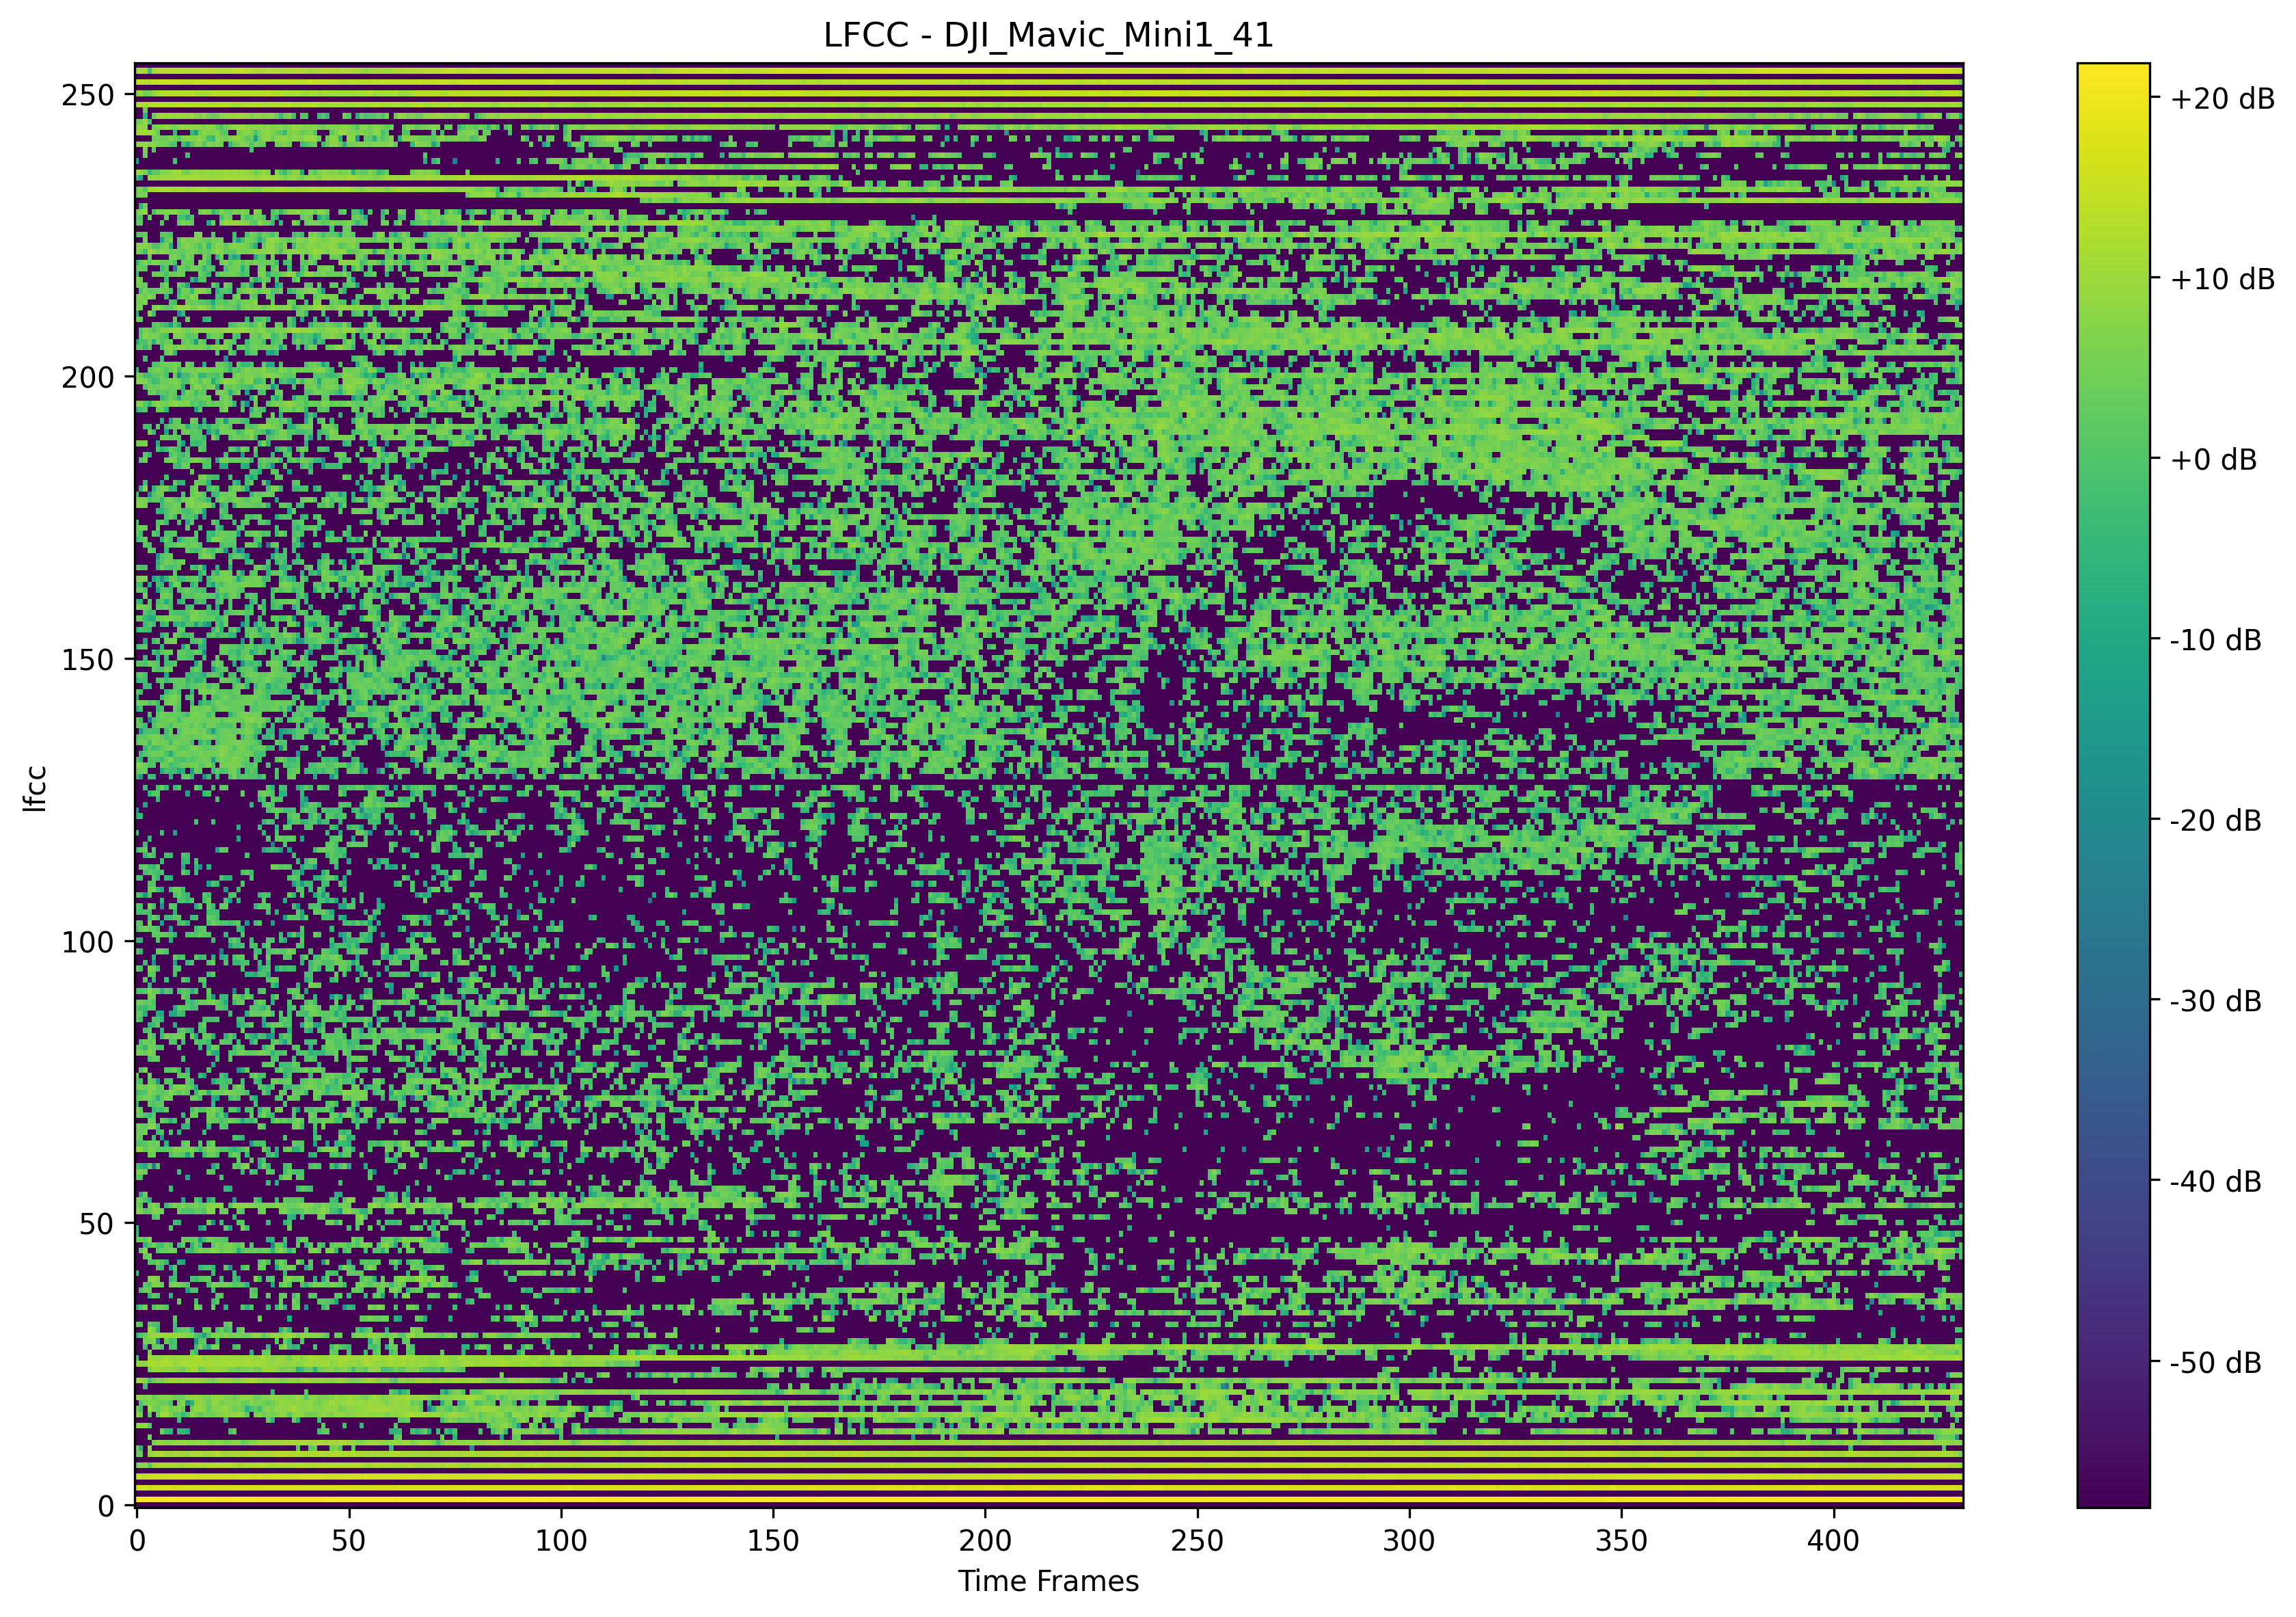 LFCC - DJI_Mavic_Mini1_41
250
200
150
100
50
0
lfcc
0
50
100
150
200
250
300
350
400
Time Frames
+20 dB
+10 dB
+0 dB
-10 dB
-20 dB
-30 dB
-40 dB
-50 dB